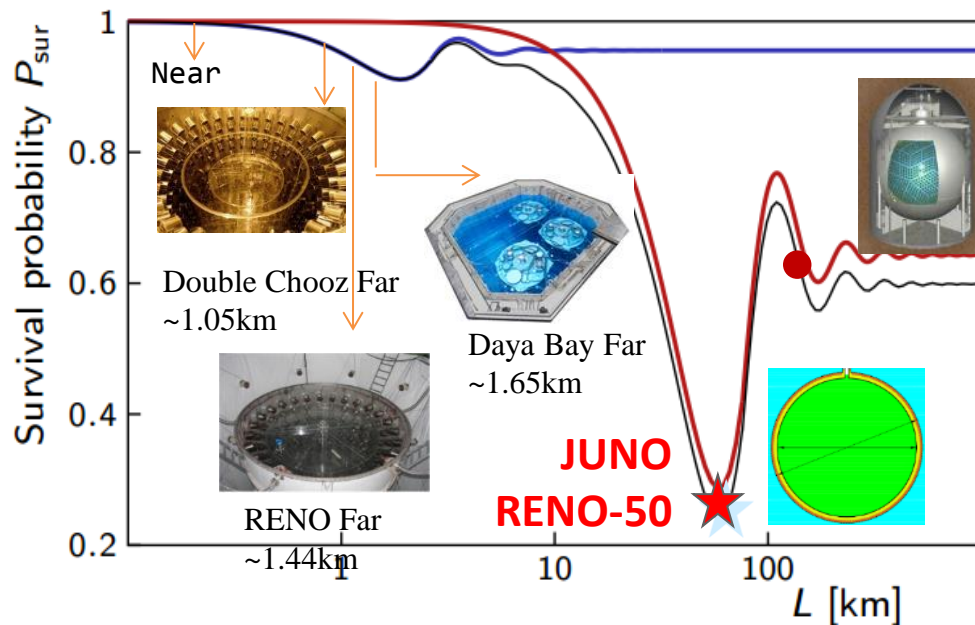 Survival probability P_sur
1
0.8
0.6
0.4
0.2
Near
Double Chooz Far
~1.05km
Daya Bay Far
~1.65km
RENO Far
~1.44km
JUNO
RENO-50
1
10
100
L [km]